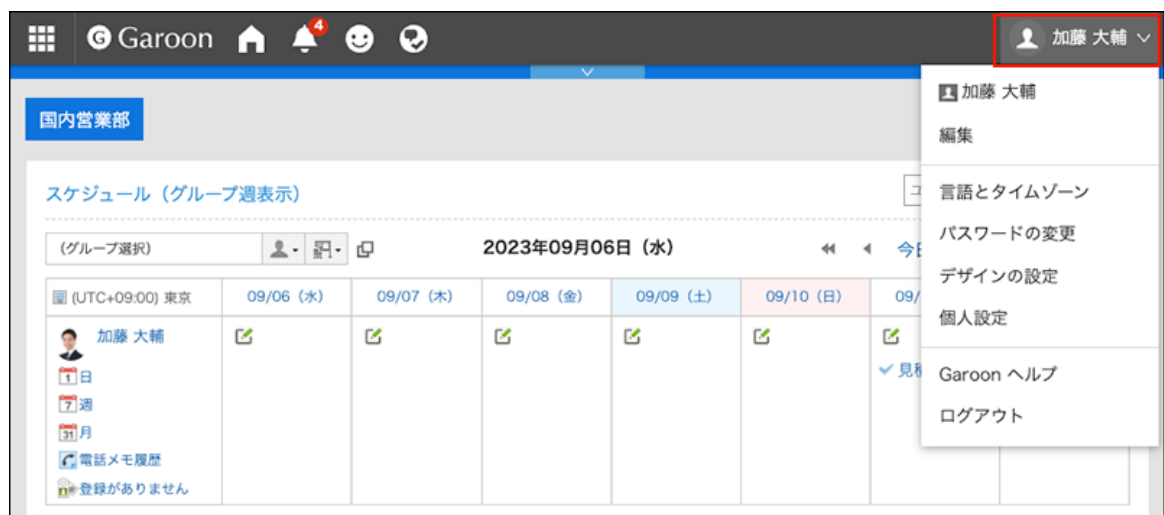 Garoon 4 加藤 大輔
加藤 大輔
編集
言語とタイムゾーン
パスワードの変更
デザインの設定
個人設定
Garoon ヘルプ
ログアウト
国内営業部
スケジュール（グループ週表示）
(グループ選択) 2023年09月06日（水）
(UTC+09:00) 東京 09/06（水） 09/07（木） 09/08（金） 09/09（土） 09/10（日） 09/
加藤 大輔
1 日
7 週
31 月
電話メモ履歴
登録がありません